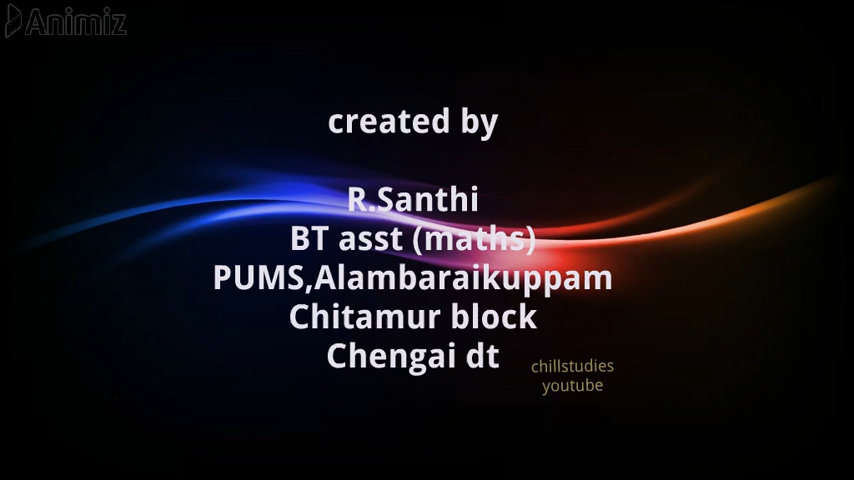 Animiz
created by
R.Santhi
BT asst (maths)
PUMS,Alambaraikuppam
Chitamur block
Chengai dt
chillstudies
youtube